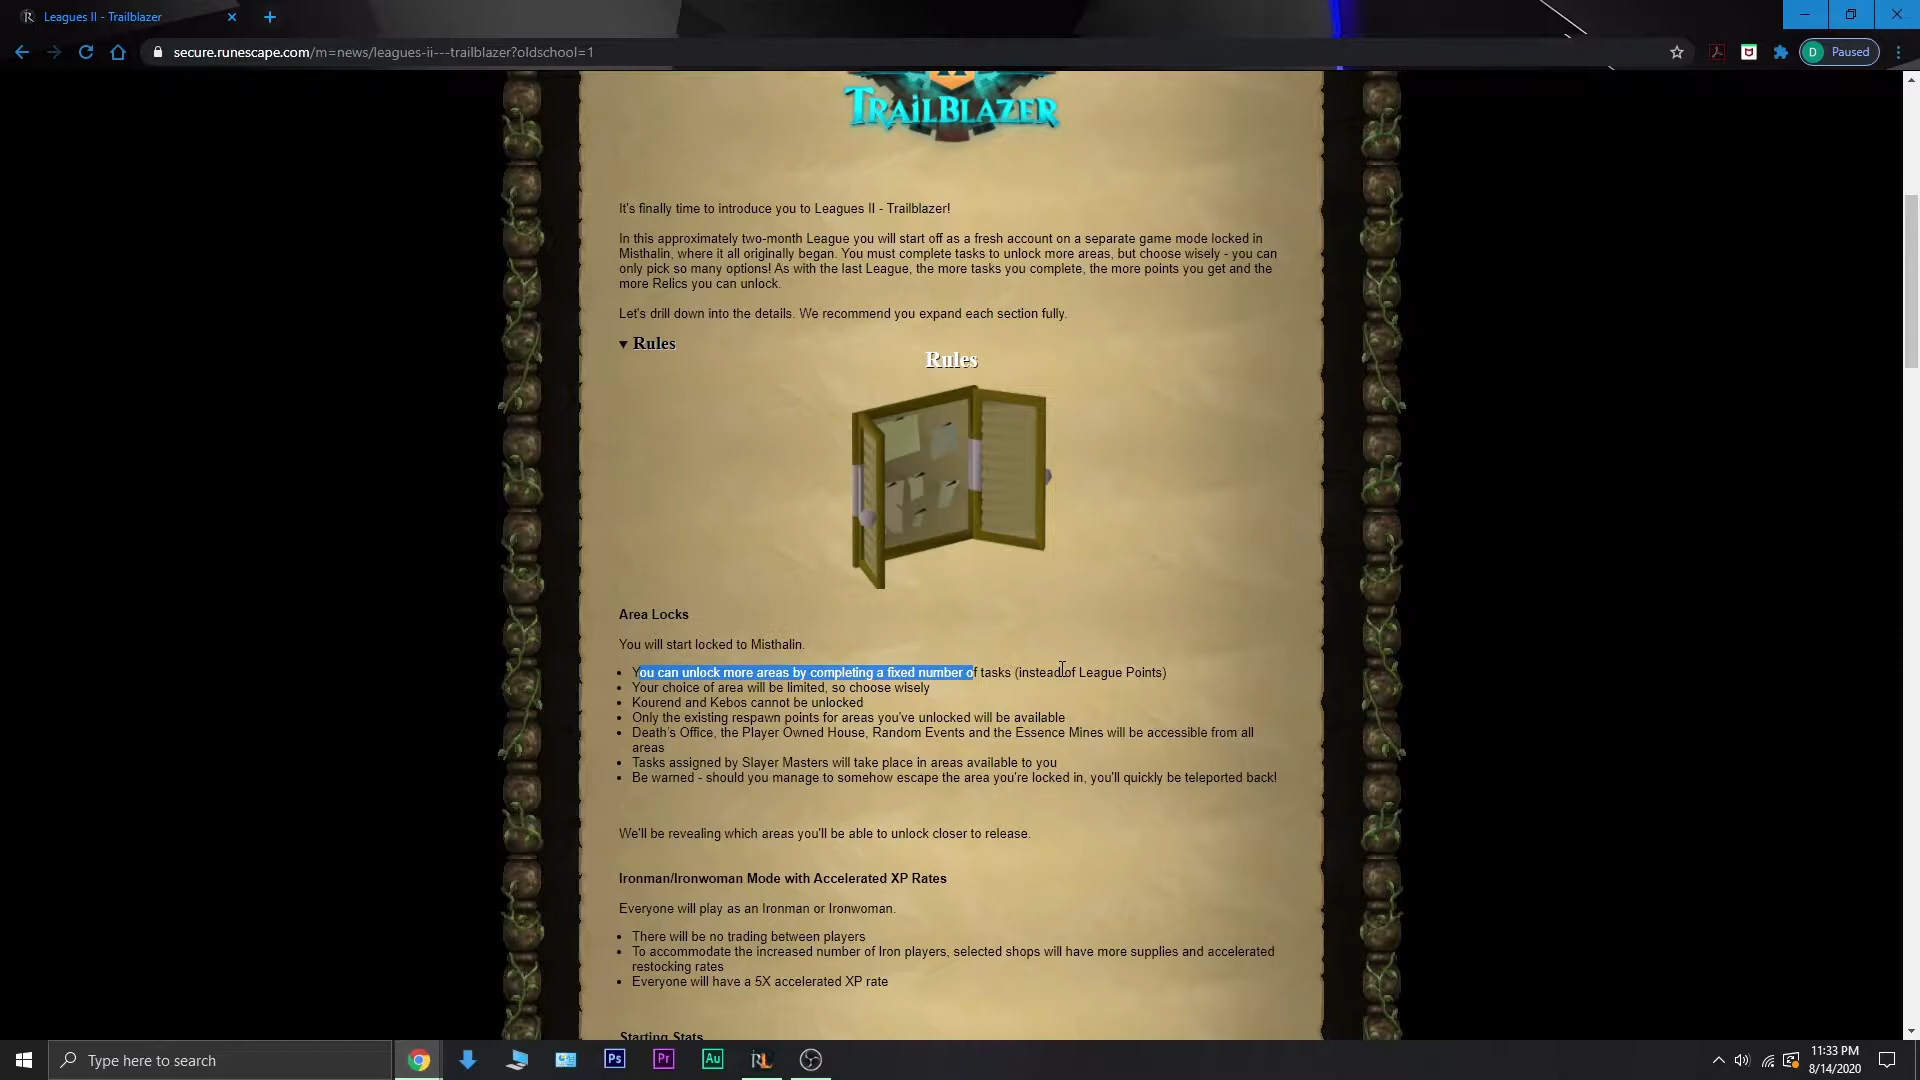 Leagues II - Trailblazer
secure.runescape.com/m=news/leagues-ii---trailblazer?oldschool=1
D Paused
TRAILBLAZER
It's finally time to introduce you to Leagues II - Trailblazer!
In this approximately two-month League you will start off as a fresh account on a separate game mode locked in
Misthalin, where it all originally began. You must complete tasks to unlock more areas, but choose wisely - you can
only pick so many options! As with the last League, the more tasks you complete, the more points you get and the
more Relics you can unlock.
Let's drill down into the details. We recommend you expand each section fully.
Rules
Rules
Area Locks
You will start locked to Misthalin.
You can unlock more areas by completing a fixed number of tasks (instead of League Points)
Your choice of area will be limited, so choose wisely
Kourend and Kebos cannot be unlocked
Only the existing respawn points for areas you've unlocked will be available
Death's Office, the Player Owned House, Random Events and the Essence Mines will be accessible from all
areas
Tasks assigned by Slayer Masters will take place in areas available to you
Be warned - should you manage to somehow escape the area you're locked in, you'll quickly be teleported back!
We'll be revealing which areas you'll be able to unlock closer to release.
Ironman/Ironwoman Mode with Accelerated XP Rates
Everyone will play as an Ironman or Ironwoman.
There will be no trading between players
To accommodate the increased number of Iron players, selected shops will have more supplies and accelerated
restocking rates
Everyone will have a 5X accelerated XP rate
Starting Stats
Type here to search
Ps
Pr
Au
11:33 PM
8/14/2020